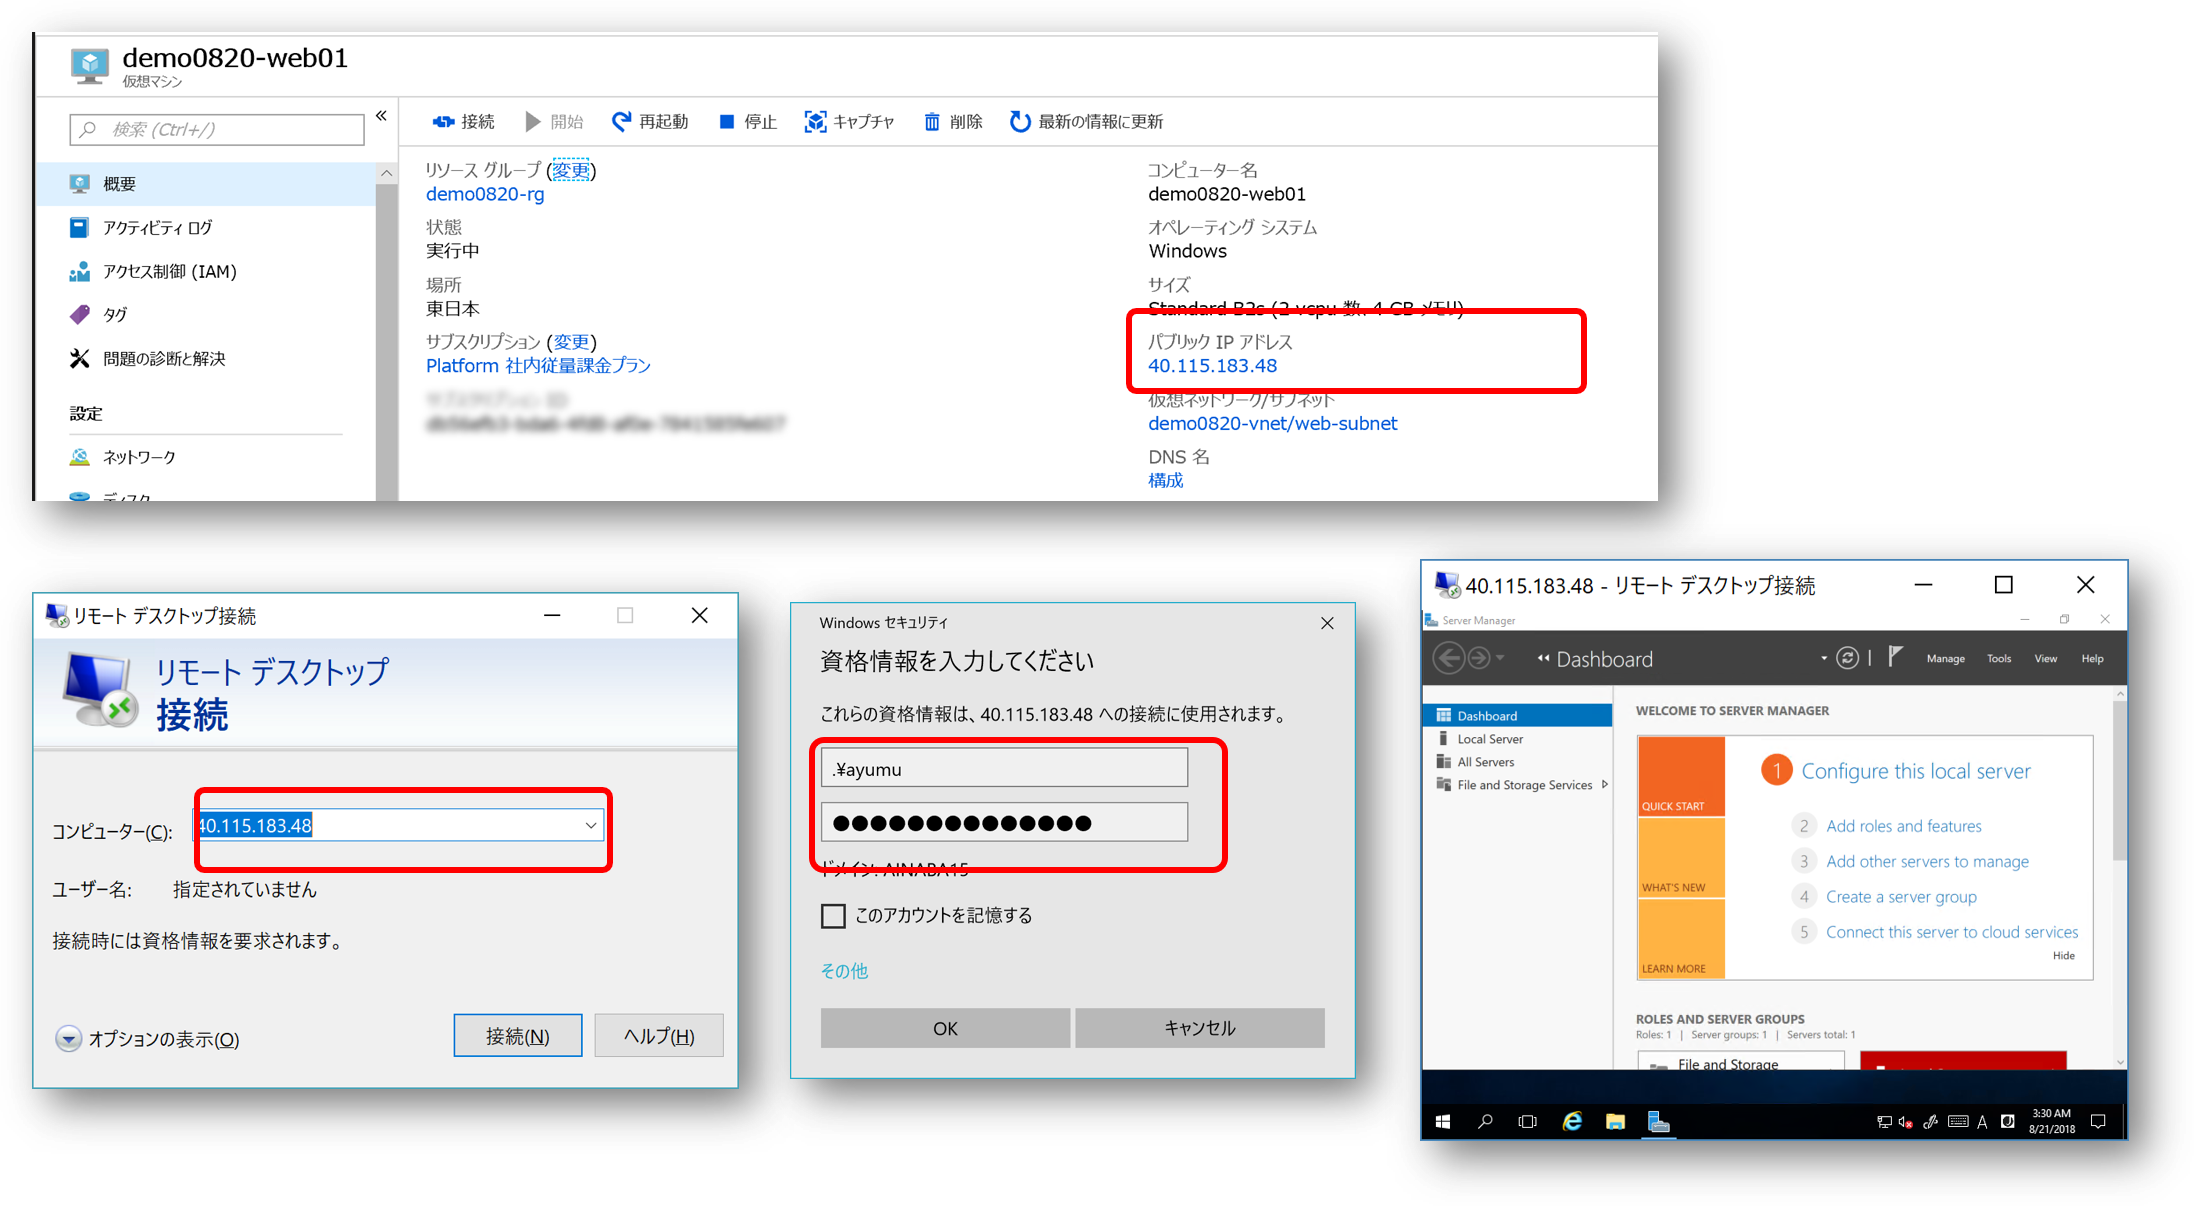 demo0820-web01
仮想マシン
検索 (Ctrl+/)
«
接続
開始
再起動
停止
キャプチャ
削除
最新の情報に更新
概要
アクティビティ ログ
アクセス制御 (IAM)
タグ
問題の診断と解決
設定
ネットワーク
ディスク
リソース グループ (変更)
demo0820-rg
状態
実行中
場所
東日本
サブスクリプション (変更)
Platform 社内従量課金プラン
コンピューター名
demo0820-web01
オペレーティング システム
Windows
サイズ
Standard B2s (2 vcpu 数、4 GB メモリ)
パブリック IP アドレス
40.115.183.48
仮想ネットワーク/サブネット
demo0820-vnet/web-subnet
DNS 名
構成
リモート デスクトップ接続
リモート デスクトップ
接続
コンピューター(C):
40.115.183.48
ユーザー名: 指定されていません
接続時には資格情報を要求されます。
オプションの表示(O)
接続(N)
ヘルプ(H)
Windows セキュリティ
資格情報を入力してください
これらの資格情報は、40.115.183.48 への接続に使用されます。
.¥ayumu
●●●●●●●●●●●●●●
ドメイン: AINABA15
このアカウントを記憶する
その他
OK
キャンセル
40.115.183.48 - リモート デスクトップ接続
Server Manager
Dashboard
Manage
Tools
View
Help
Dashboard
Local Server
All Servers
File and Storage Services
WELCOME TO SERVER MANAGER
QUICK START
WHAT'S NEW
LEARN MORE
1 Configure this local server
2 Add roles and features
3 Add other servers to manage
4 Create a server group
5 Connect this server to cloud services
Hide
ROLES AND SERVER GROUPS
Roles: 1 | Server groups: 1 | Servers total: 1
File and Storage
A
3:30 AM
8/21/2018